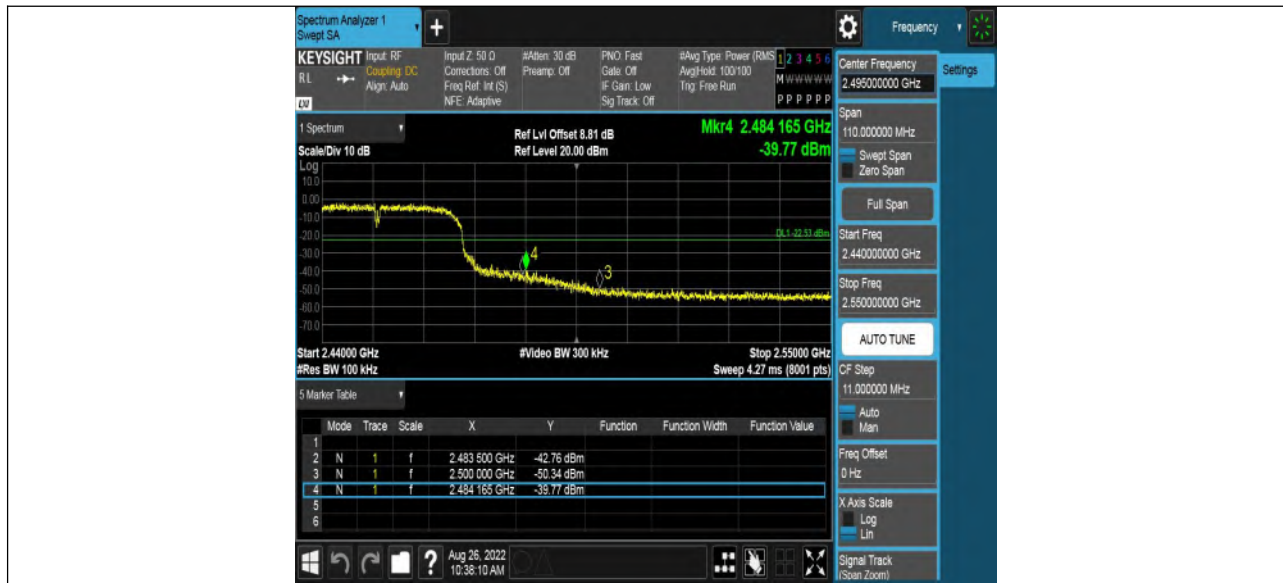 Spectrum Analyzer 1
Swept SA
+
Frequency
KEYSIGHT
RL
LXI
Input: RF
Coupling: DC
Align: Auto
Input Z: 50 Ω
Corrections: Off
Freq Ref: Int (S)
NFE: Adaptive
#Atten: 30 dB
Preamp: Off
PNO: Fast
Gate: Off
IF Gain: Low
Sig Track: Off
#Avg Type: Power (RMS
Avg|Hold: 100/100
Trig: Free Run
1 2 3 4 5 6
M W W W W W
P P P P P P
1 Spectrum
Scale/Div 10 dB
Ref Lvl Offset 8.81 dB
Ref Level 20.00 dBm
Mkr4 2.484 165 GHz
-39.77 dBm
Log
10.0
0.00
-10.0
-20.0
-30.0
-40.0
-50.0
-60.0
-70.0
DL1 -22.53 dBm
4
3
Start 2.44000 GHz
#Video BW 300 kHz
Stop 2.55000 GHz
#Res BW 100 kHz
Sweep 4.27 ms (8001 pts)
5 Marker Table
Mode Trace Scale X Y Function Function Width Function Value
1
2 N 1 f 2.483 500 GHz -42.76 dBm
3 N 1 f 2.500 000 GHz -50.34 dBm
4 N 1 f 2.484 165 GHz -39.77 dBm
5
6
?
Aug 26, 2022
10:38:10 AM
Center Frequency
2.495000000 GHz
Settings
Span
110.000000 MHz
Swept Span
Zero Span
Full Span
Start Freq
2.440000000 GHz
Stop Freq
2.550000000 GHz
AUTO TUNE
CF Step
11.000000 MHz
Auto
Man
Freq Offset
0 Hz
X Axis Scale
Log
Lin
Signal Track
(Span Zoom)